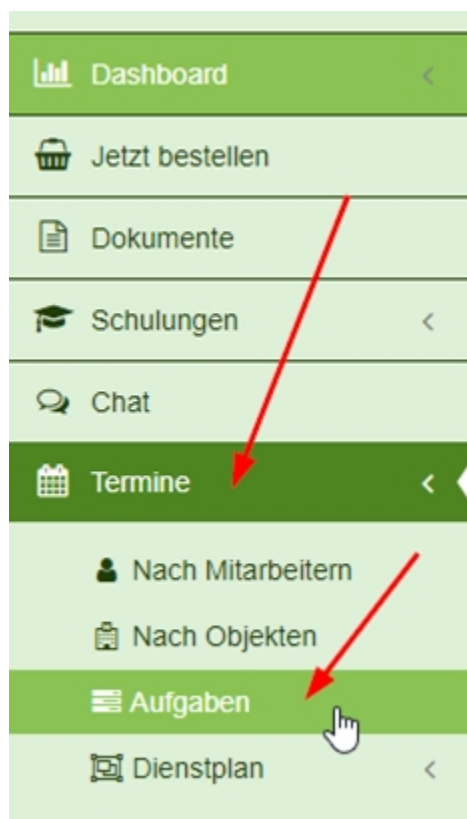 Dashboard
Jetzt bestellen
Dokumente
Schulungen
Chat
Termine
Nach Mitarbeitern
Nach Objekten
Aufgaben
Dienstplan